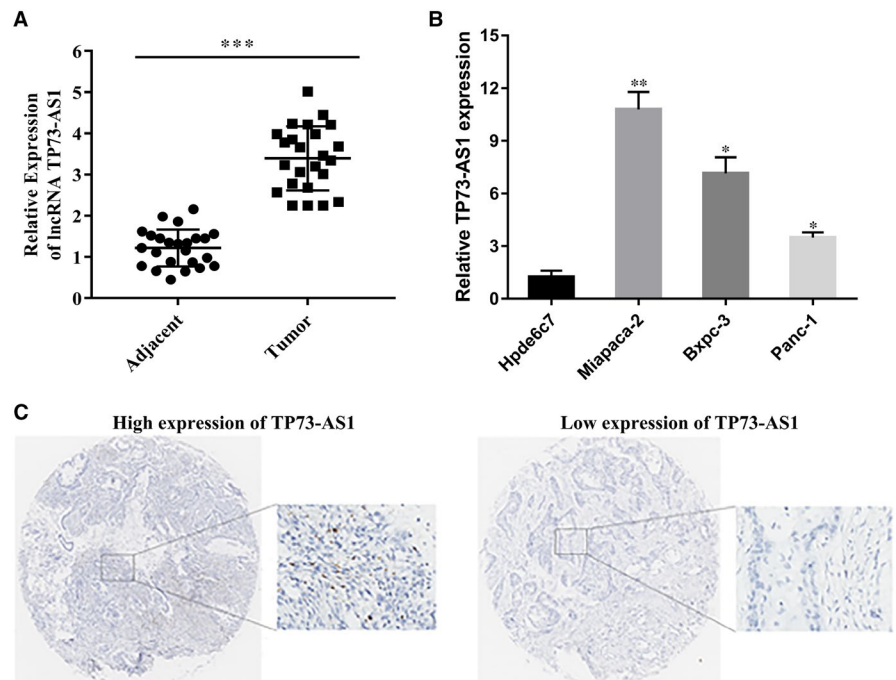 A
Relative Expression
of lncRNA TP73-AS1
6
5
4
3
2
1
0
***
Adjacent
Tumor
B
Relative TP73-AS1 expression
15
12
9
6
3
0
**
*
*
Hpde6c7
Miapaca-2
Bxpc-3
Panc-1
C
High expression of TP73-AS1
Low expression of TP73-AS1